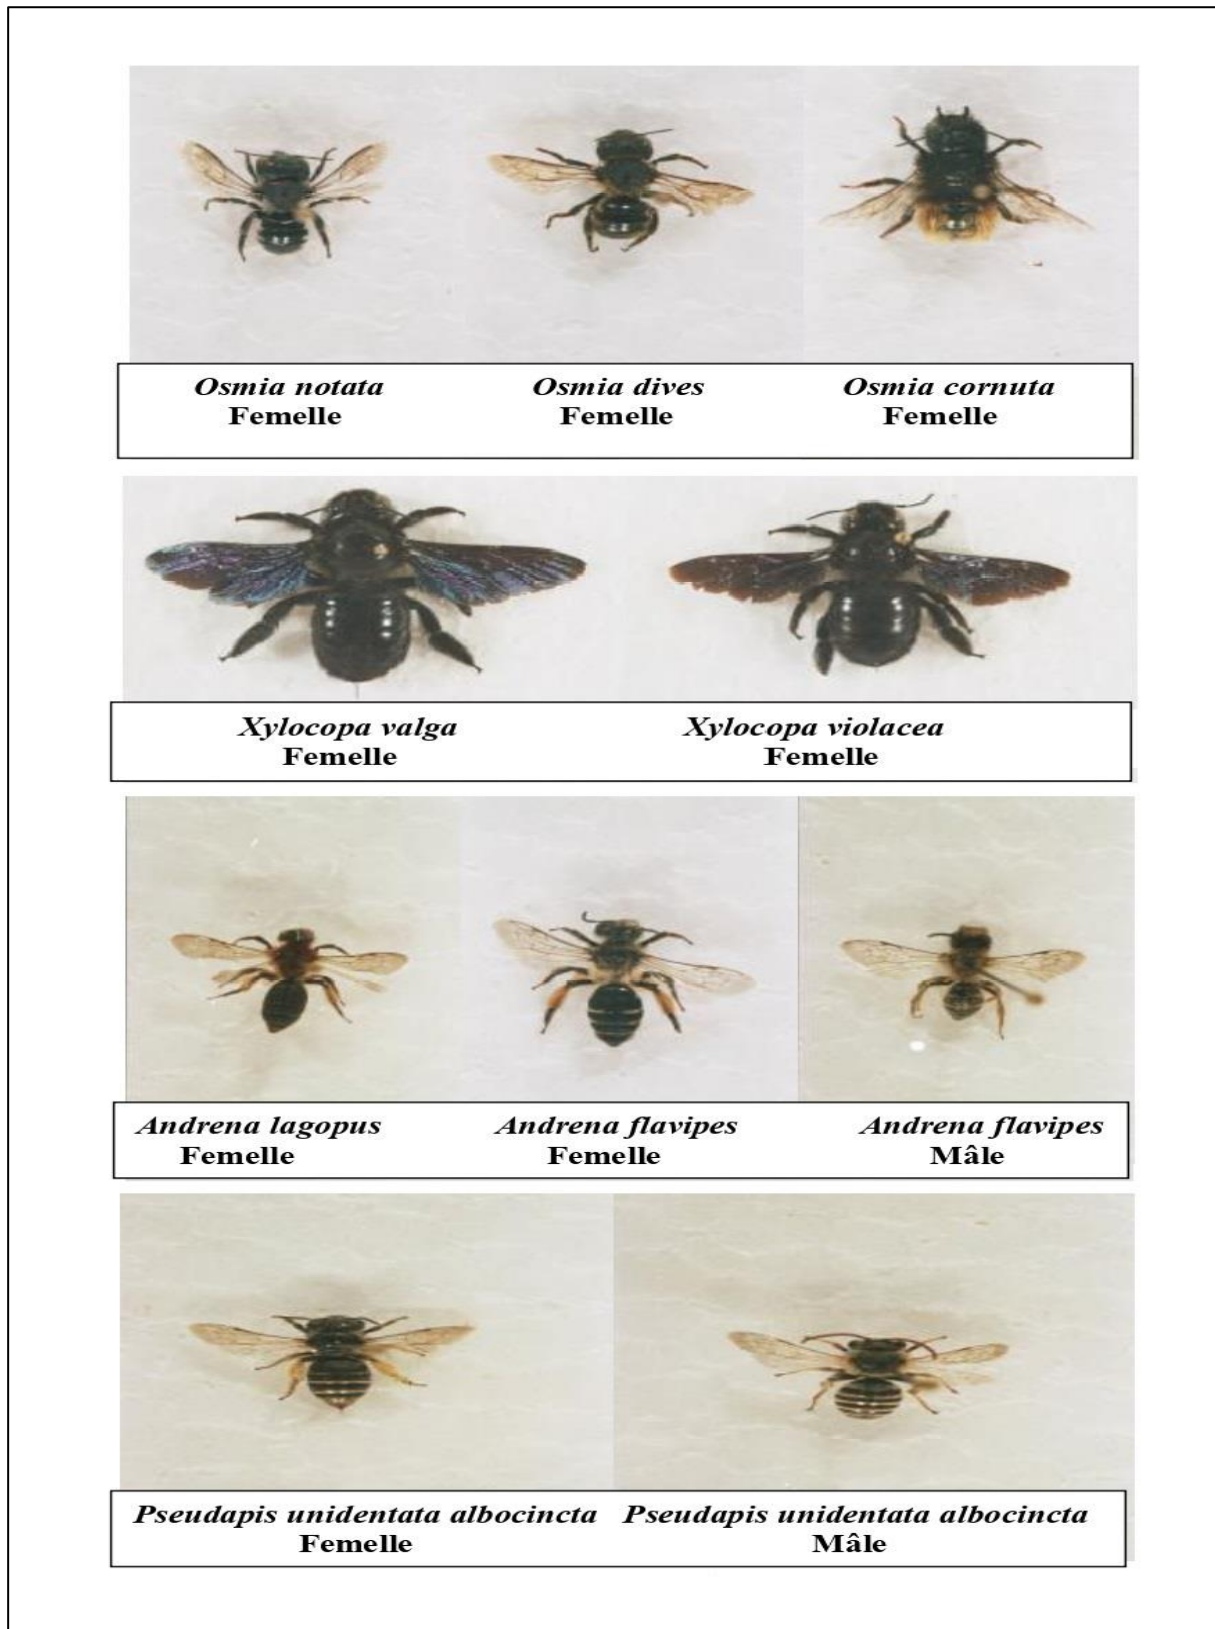 Osmia notata Osmia dives Osmia cornuta
Femelle Femelle Femelle
Xylocopa valga Xylocopa violacea
Femelle Femelle
Andrena lagopus Andrena flavipes Andrena flavipes
Femelle Femelle Mâle
Pseudapis unidentata albocincta Pseudapis unidentata albocincta
Femelle Mâle